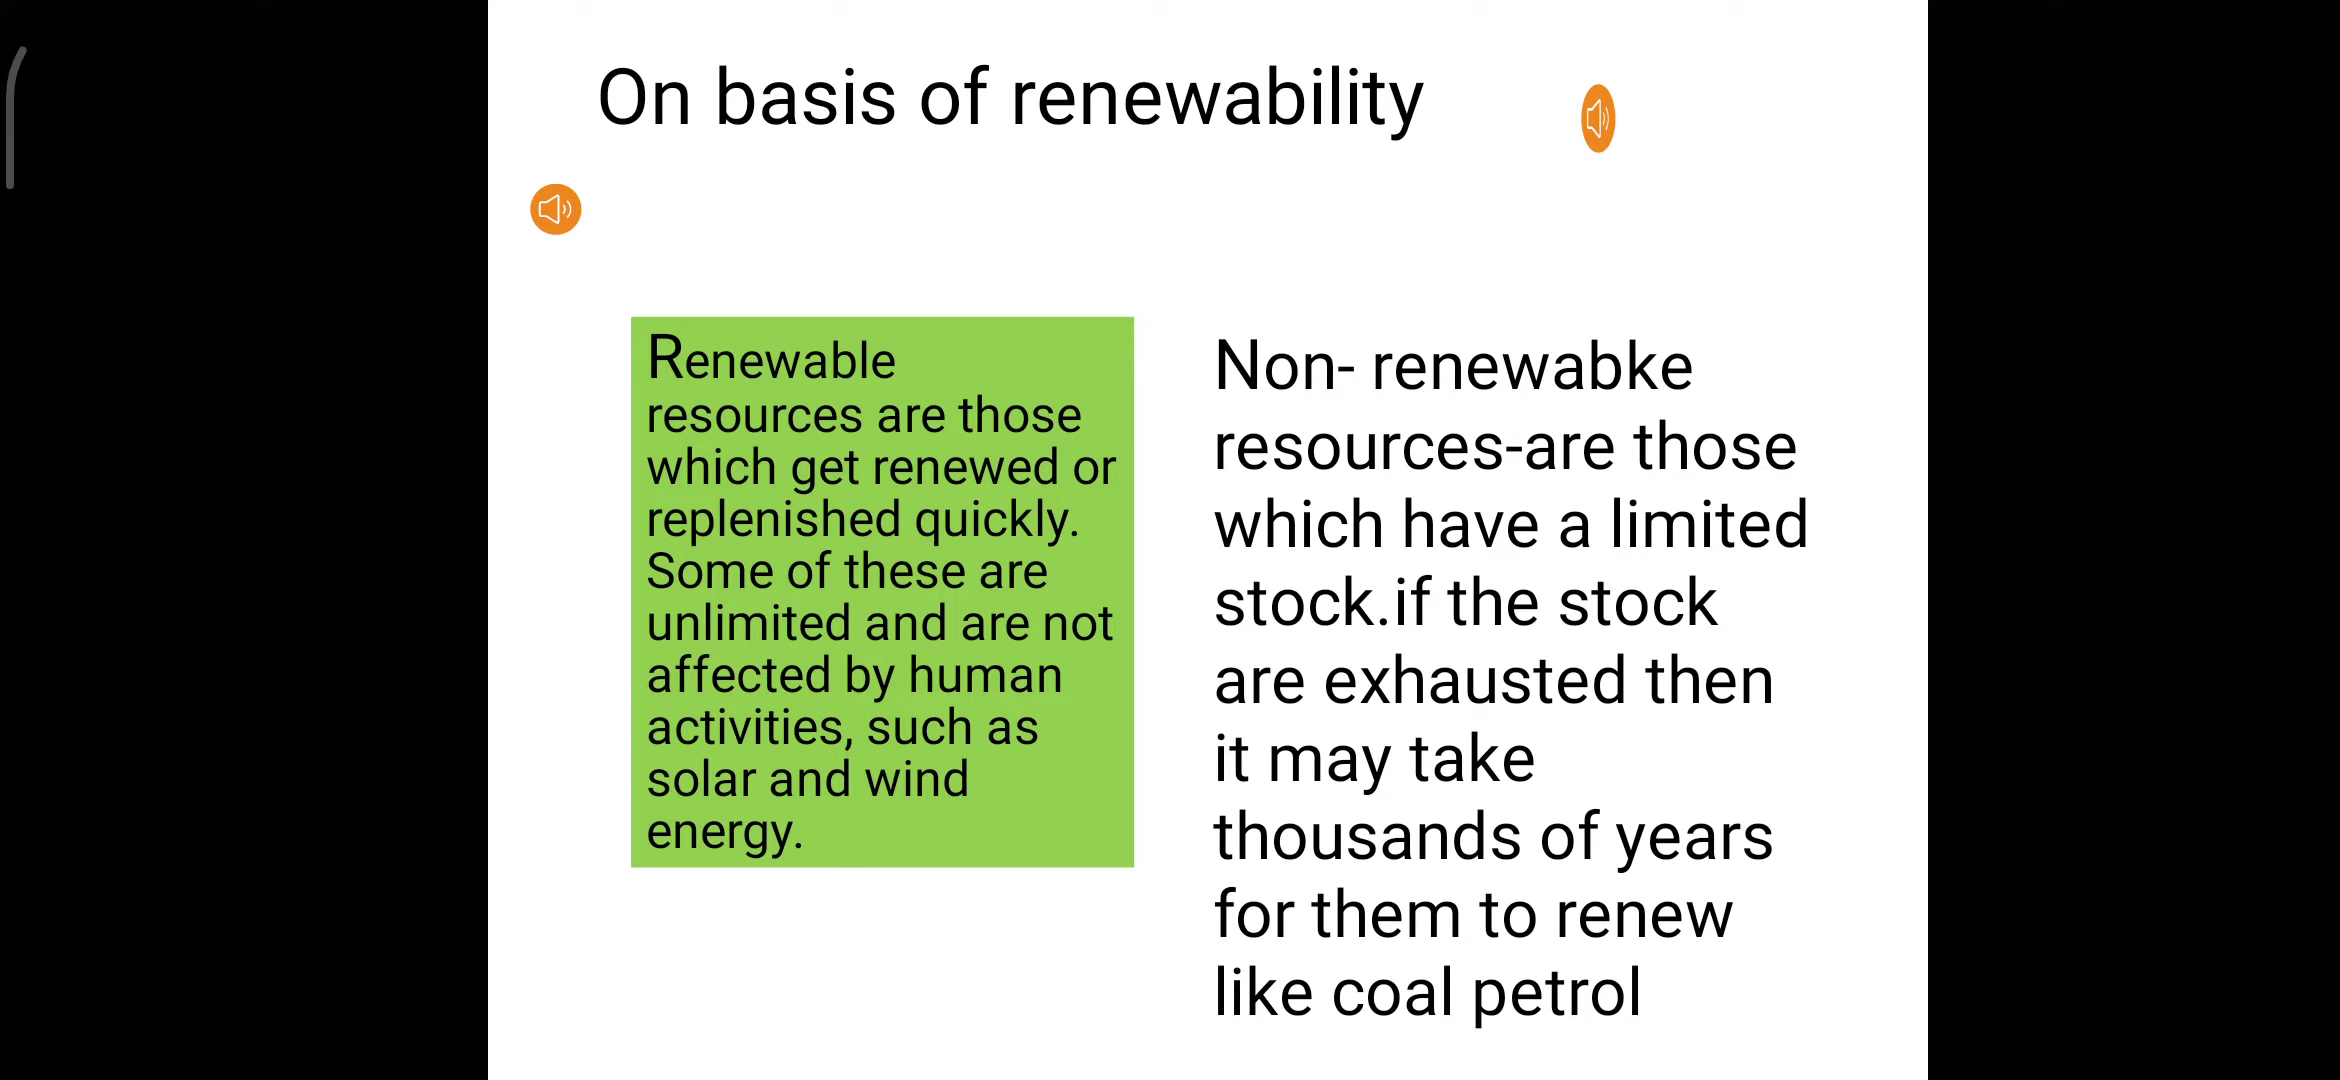 On basis of renewability
Renewable
resources are those
which get renewed or
replenished quickly.
Some of these are
unlimited and are not
affected by human
activities, such as
solar and wind
energy.
Non- renewabke
resources-are those
which have a limited
stock.if the stock
are exhausted then
it may take
thousands of years
for them to renew
like coal petrol